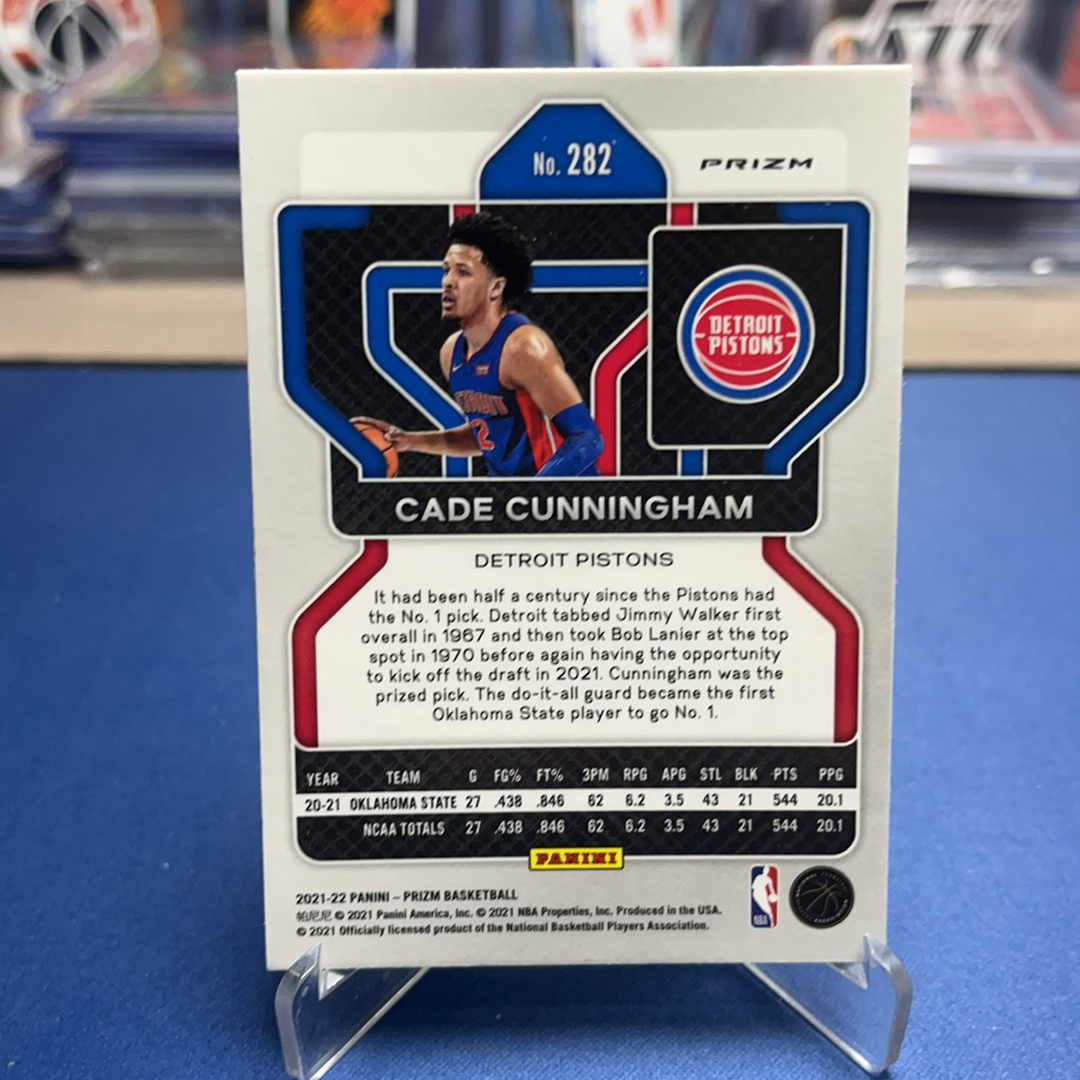 No. 282
PRIZM
DETROIT
PISTONS
DETROIT
2
CADE CUNNINGHAM
DETROIT PISTONS
It had been half a century since the Pistons had
the No. 1 pick. Detroit tabbed Jimmy Walker first
overall in 1967 and then took Bob Lanier at the top
spot in 1970 before again having the opportunity
to kick off the draft in 2021. Cunningham was the
prized pick. The do-it-all guard became the first
Oklahoma State player to go No. 1.
YEAR TEAM G FG% FT% 3PM RPG APG STL BLK PTS PPG
20-21 OKLAHOMA STATE 27 .438 .846 62 6.2 3.5 43 21 544 20.1
NCAA TOTALS 27 .438 .846 62 6.2 3.5 43 21 544 20.1
PANINI
2021-22 PANINI – PRIZM BASKETBALL
帕尼尼 © 2021 Panini America, Inc. © 2021 NBA Properties, Inc. Produced in the USA.
© 2021 Officially licensed product of the National Basketball Players Association.